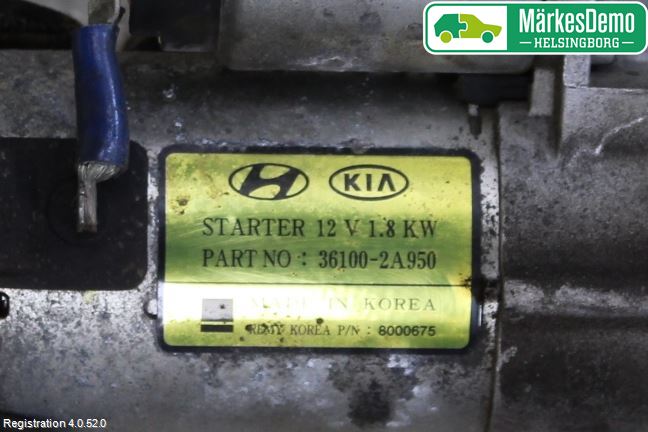 MärkesDemo
HELSINGBORG
KIA
STARTER 12 V 1.8 KW
PART NO : 36100-2A950
MADE IN KOREA
REMY KOREA P/N : 8000675
Registration 4.0.52.0